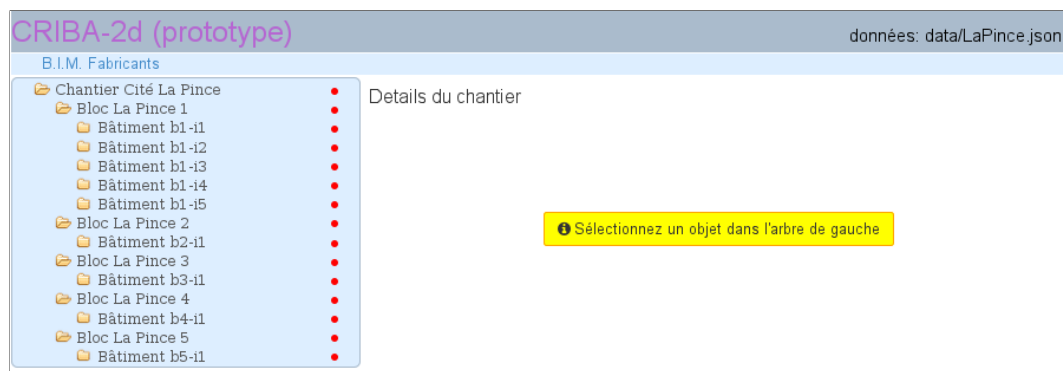 CRIBA-2d (prototype)
données: data/LaPince.json
B.I.M. Fabricants
Chantier Cité La Pince
Bloc La Pince 1
Bâtiment b1-i1
Bâtiment b1-i2
Bâtiment b1-i3
Bâtiment b1-i4
Bâtiment b1-i5
Bloc La Pince 2
Bâtiment b2-i1
Bloc La Pince 3
Bâtiment b3-i1
Bloc La Pince 4
Bâtiment b4-i1
Bloc La Pince 5
Bâtiment b5-i1
Details du chantier
Sélectionnez un objet dans l'arbre de gauche